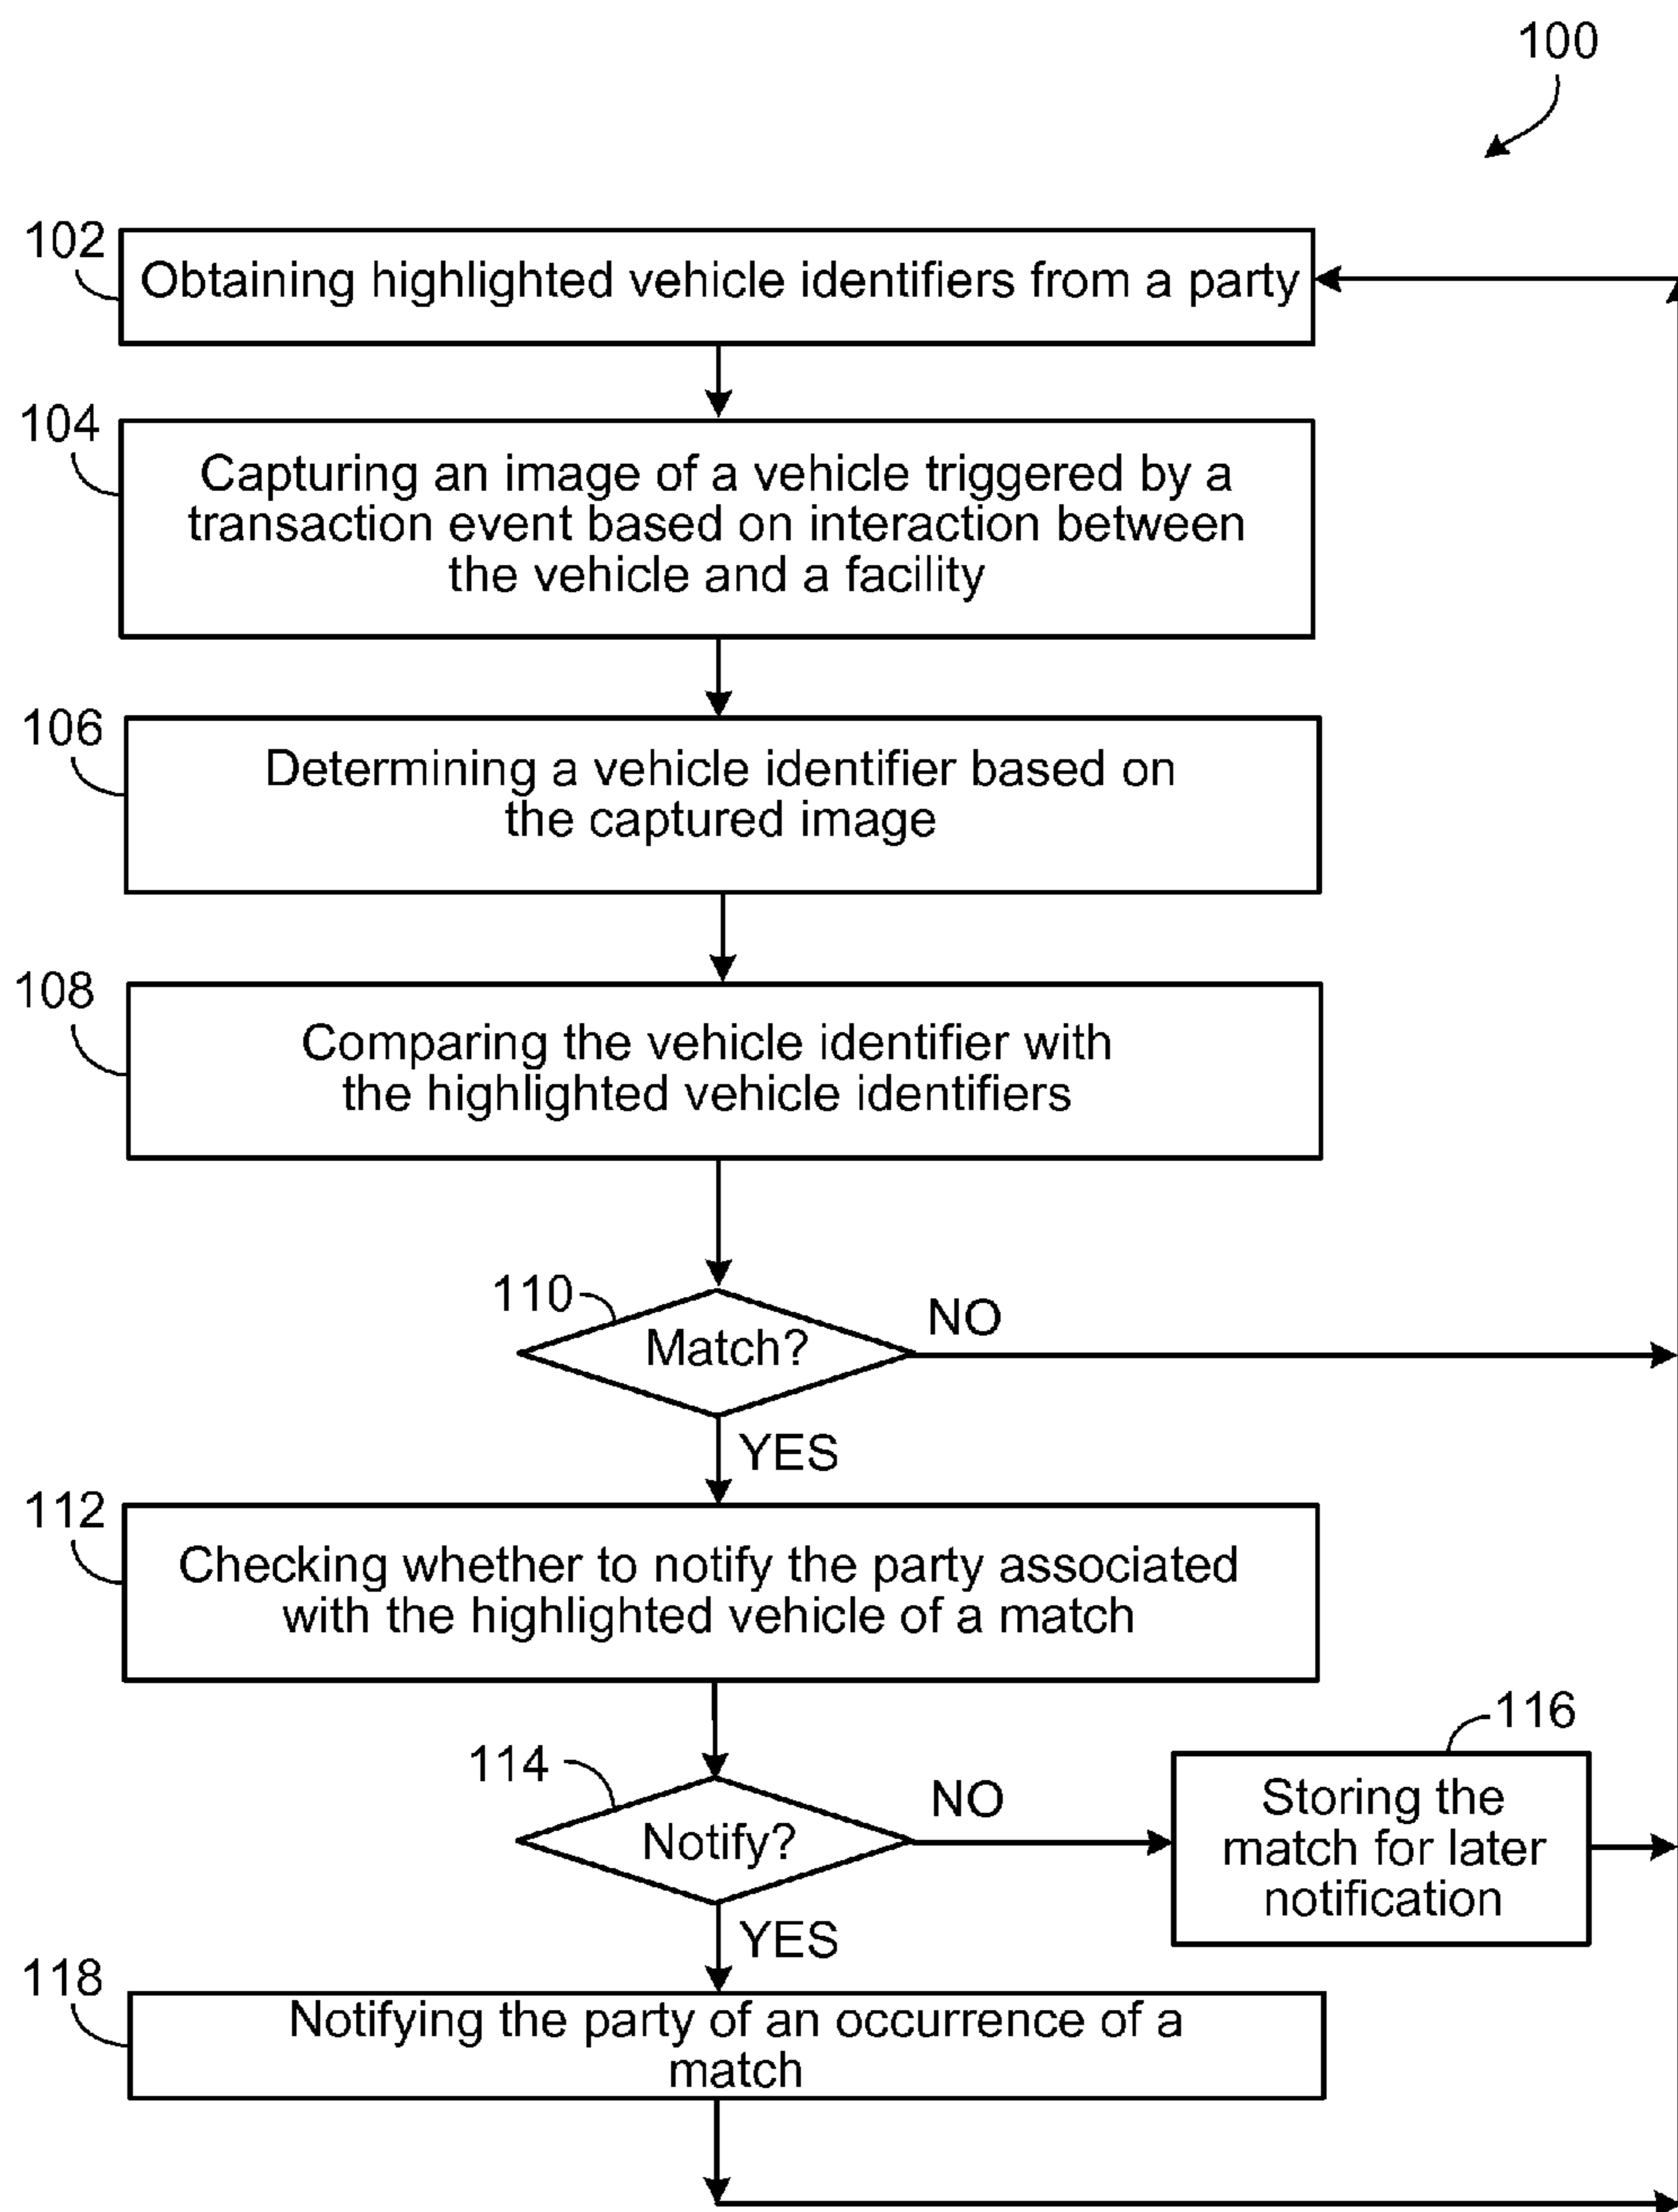 100
102
Obtaining highlighted vehicle identifiers from a party
104
Capturing an image of a vehicle triggered by a
transaction event based on interaction between
the vehicle and a facility
106
Determining a vehicle identifier based on
the captured image
108
Comparing the vehicle identifier with
the highlighted vehicle identifiers
110
Match?
NO
YES
112
Checking whether to notify the party associated
with the highlighted vehicle of a match
114
Notify?
NO
116
Storing the
match for later
notification
YES
118
Notifying the party of an occurrence of a
match